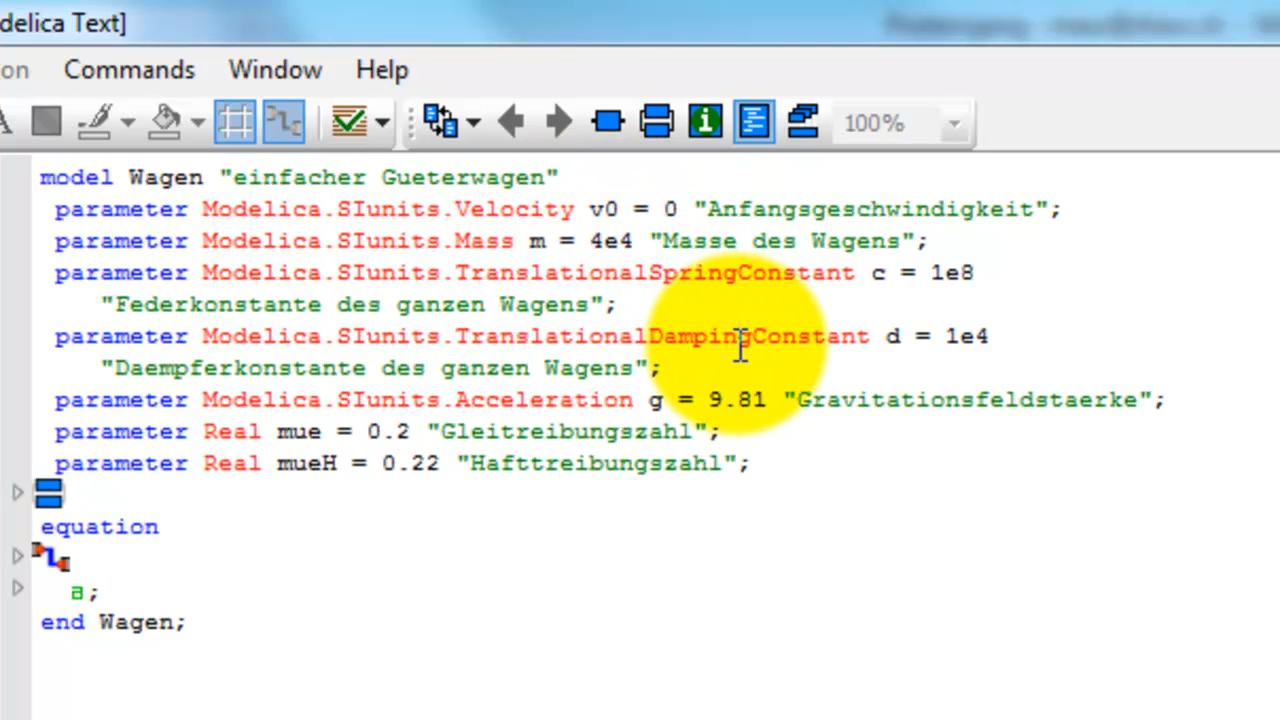 delica Text]
on Commands Window Help
A 100%
model Wagen "einfacher Gueterwagen"
parameter Modelica.SIunits.Velocity v0 = 0 "Anfangsgeschwindigkeit";
parameter Modelica.SIunits.Mass m = 4e4 "Masse des Wagens";
parameter Modelica.SIunits.TranslationalSpringConstant c = 1e8
"Federkonstante des ganzen Wagens";
parameter Modelica.SIunits.TranslationalDampingConstant d = 1e4
"Daempferkonstante des ganzen Wagens";
parameter Modelica.SIunits.Acceleration g = 9.81 "Gravitationsfeldstaerke";
parameter Real mue = 0.2 "Gleitreibungszahl";
parameter Real mueH = 0.22 "Hafttreibungszahl";
equation
a;
end Wagen;